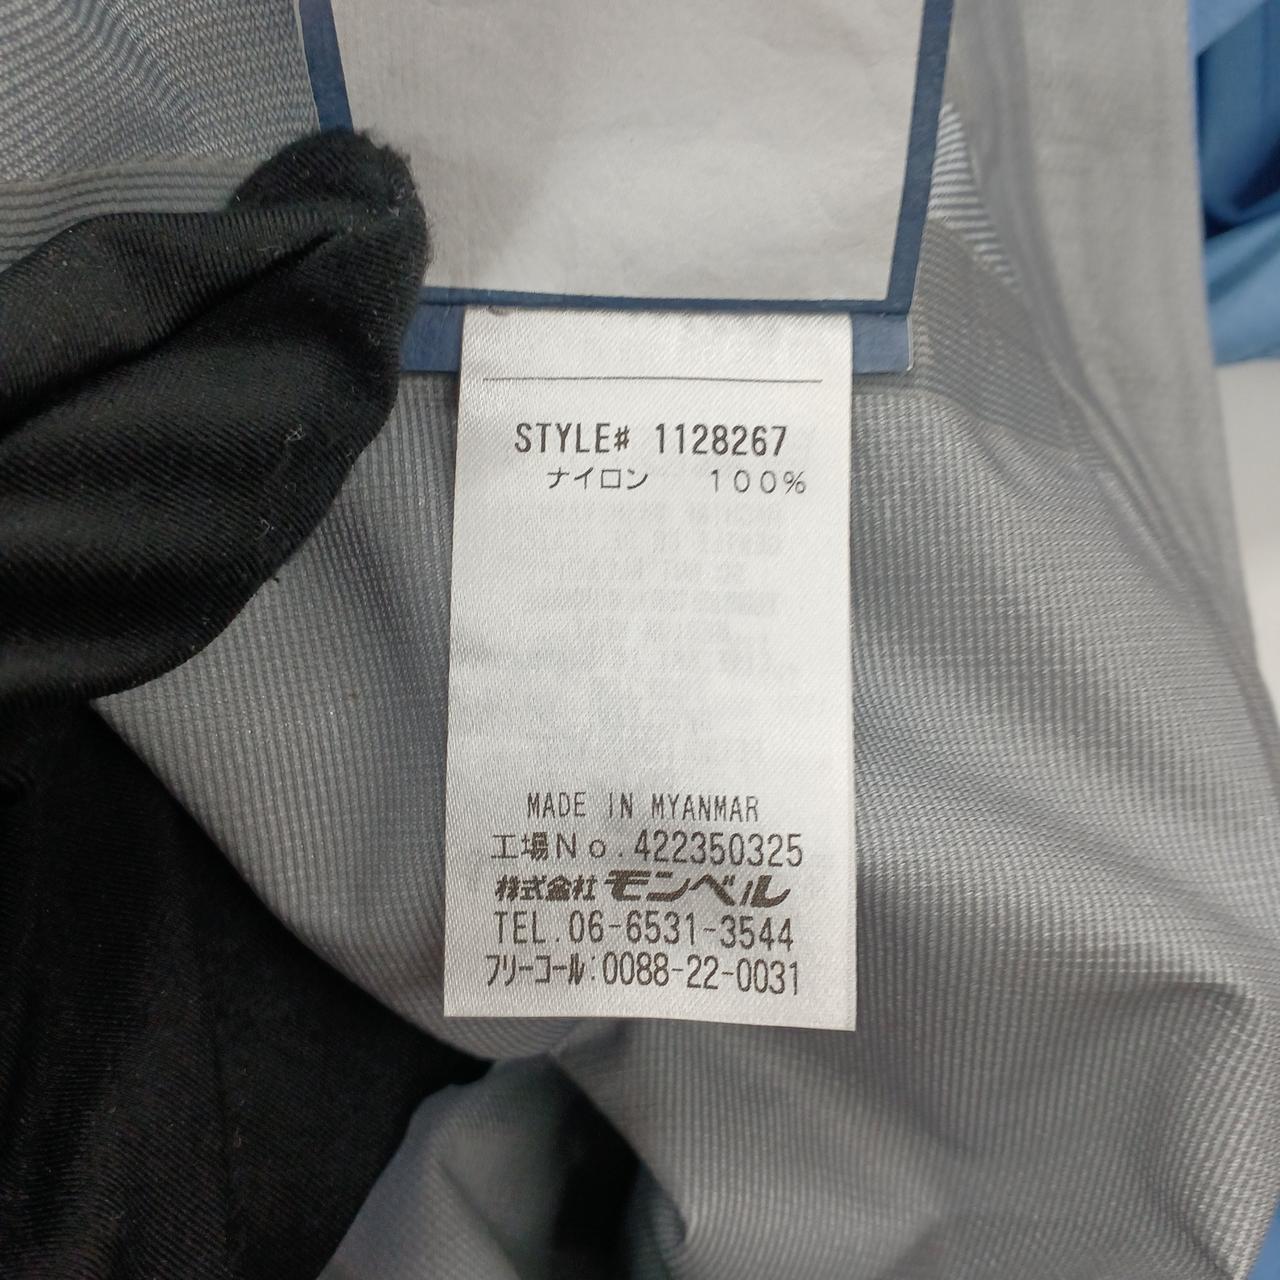 STYLE# 1128267
ナイロン 100%
MADE IN MYANMAR
工場No.422350325
株式会社 モンベル
TEL.06-6531-3544
フリーコール:0088-22-0031